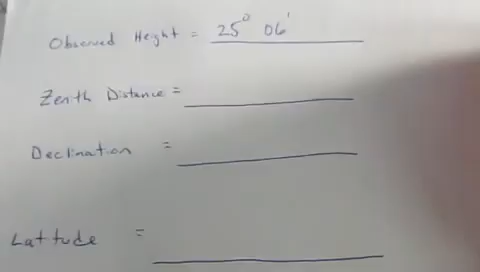 Observed Height = 25° 06'
Zenith Distance =
Declination =
Latitude =